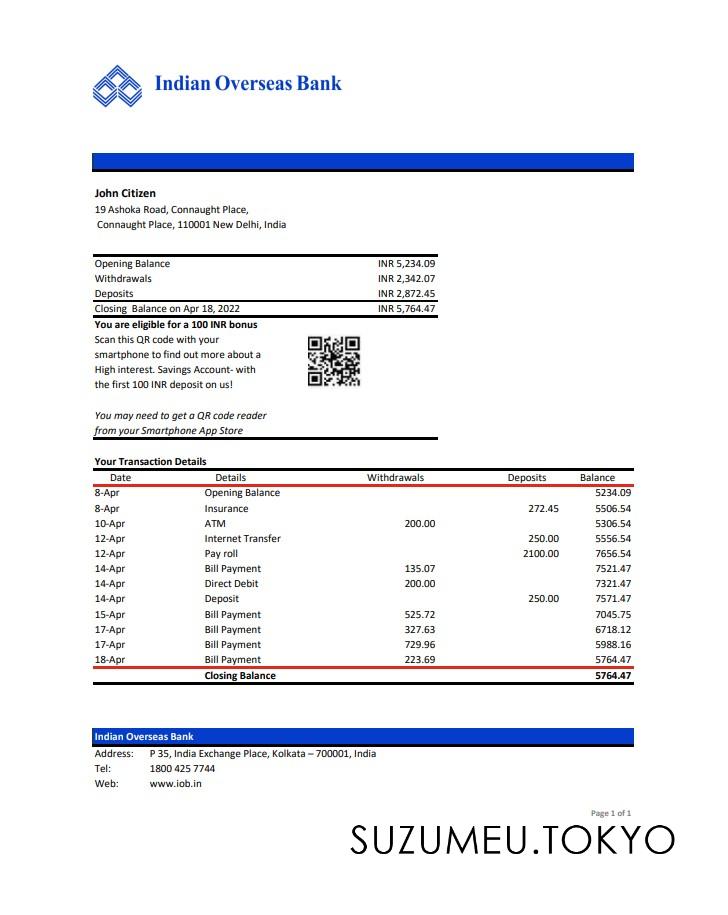 Indian Overseas Bank
John Citizen
19 Ashoka Road, Connaught Place,
Connaught Place, 110001 New Delhi, India
Opening Balance INR 5,234.09
Withdrawals INR 2,342.07
Deposits INR 2,872.45
Closing Balance on Apr 18, 2022 INR 5,764.47
You are eligible for a 100 INR bonus
Scan this QR code with your
smartphone to find out more about a
High interest. Savings Account- with
the first 100 INR deposit on us!
You may need to get a QR code reader
from your Smartphone App Store
Your Transaction Details
Date Details Withdrawals Deposits Balance
8-Apr Opening Balance 5234.09
8-Apr Insurance 272.45 5506.54
10-Apr ATM 200.00 5306.54
12-Apr Internet Transfer 250.00 5556.54
12-Apr Pay roll 2100.00 7656.54
14-Apr Bill Payment 135.07 7521.47
14-Apr Direct Debit 200.00 7321.47
14-Apr Deposit 250.00 7571.47
15-Apr Bill Payment 525.72 7045.75
17-Apr Bill Payment 327.63 6718.12
17-Apr Bill Payment 729.96 5988.16
18-Apr Bill Payment 223.69 5764.47
Closing Balance 5764.47
Indian Overseas Bank
Address: P 35, India Exchange Place, Kolkata – 700001, India
Tel: 1800 425 7744
Web: www.iob.in
Page 1 of 1
SUZUMEU.TOKYO